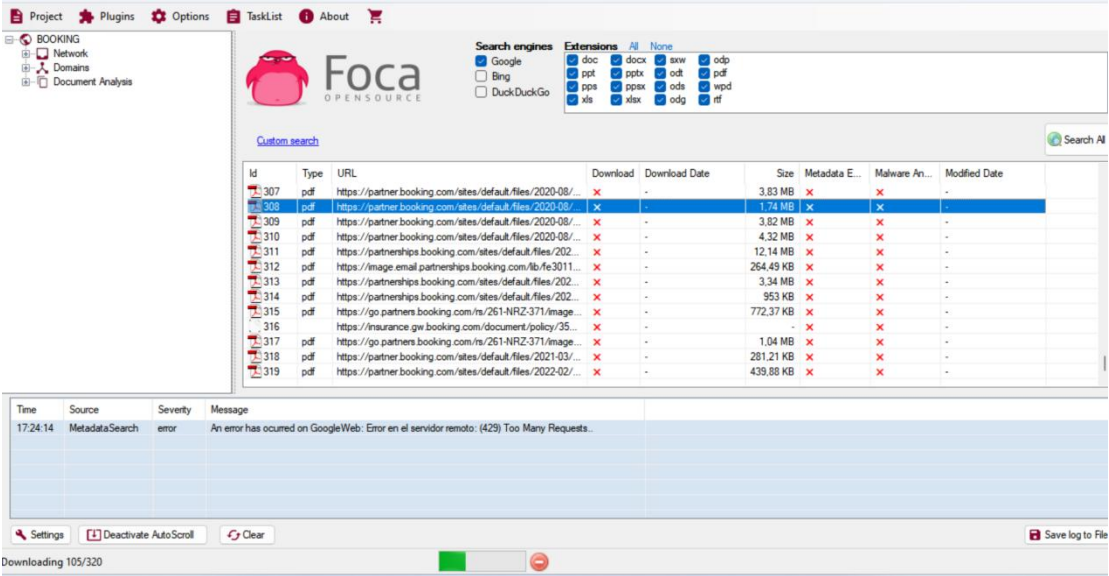 Project Plugins Options TaskList About
BOOKING
Network
Domains
Document Analysis
Foca
OPENSOURCE
Search engines
Google
Bing
DuckDuckGo
Extensions All None
doc docx sxw odp
ppt pptx odt pdf
pps ppsx ods wpd
xls xlsx odg rtf
Custom search
Search All
Id Type URL Download Download Date Size Metadata E... Malware An... Modified Date
307 pdf https://partner.booking.com/sites/default/files/2020-08/... × - 3,83 MB × × -
308 pdf https://partner.booking.com/sites/default/files/2020-08/... × - 1,74 MB × × -
309 pdf https://partner.booking.com/sites/default/files/2020-08/... × - 3,82 MB × × -
310 pdf https://partner.booking.com/sites/default/files/2020-08/... × - 4,32 MB × × -
311 pdf https://partnerships.booking.com/sites/default/files/202... × - 12,14 MB × × -
312 pdf https://image.email.partnerships.booking.com/lib/fe3011... × - 264,49 KB × × -
313 pdf https://partnerships.booking.com/sites/default/files/202... × - 3,34 MB × × -
314 pdf https://partnerships.booking.com/sites/default/files/202... × - 953 KB × × -
315 pdf https://go.partners.booking.com/rs/261-NRZ-371/image... × - 772,37 KB × × -
316 https://insurance.gw.booking.com/document/policy/35... × - - × × -
317 pdf https://go.partners.booking.com/rs/261-NRZ-371/image... × - 1,04 MB × × -
318 pdf https://partner.booking.com/sites/default/files/2021-03/... × - 281,21 KB × × -
319 pdf https://partner.booking.com/sites/default/files/2022-02/... × - 439,88 KB × × -
Time Source Severity Message
17:24:14 MetadataSearch error An error has ocurred on GoogleWeb: Error en el servidor remoto: (429) Too Many Requests..
Settings Deactivate AutoScroll Clear Save log to File
Downloading 105/320